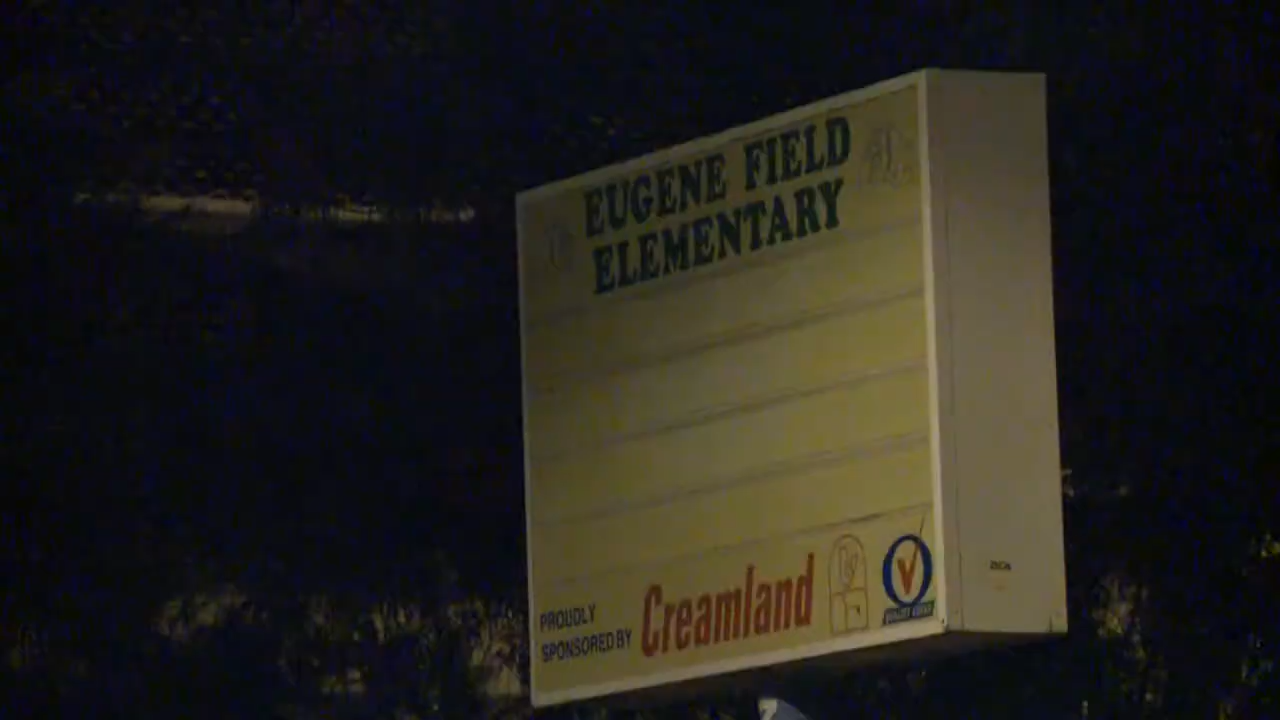 EUGENE FIELD
ELEMENTARY
PROUDLY
SPONSORED BY
Creamland